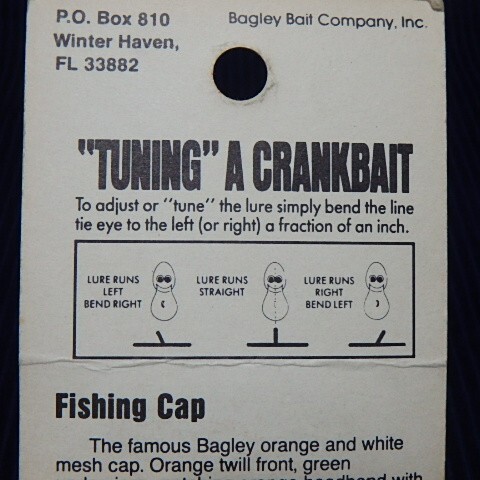 P.O. Box 810
Winter Haven,
FL 33882
Bagley Bait Company, Inc.
"TUNING" A CRANKBAIT
To adjust or "tune" the lure simply bend the line
tie eye to the left (or right) a fraction of an inch.
LURE RUNS
LEFT
BEND RIGHT
LURE RUNS
STRAIGHT
LURE RUNS
RIGHT
BEND LEFT
Fishing Cap
The famous Bagley orange and white
mesh cap. Orange twill front, green
orange headband with